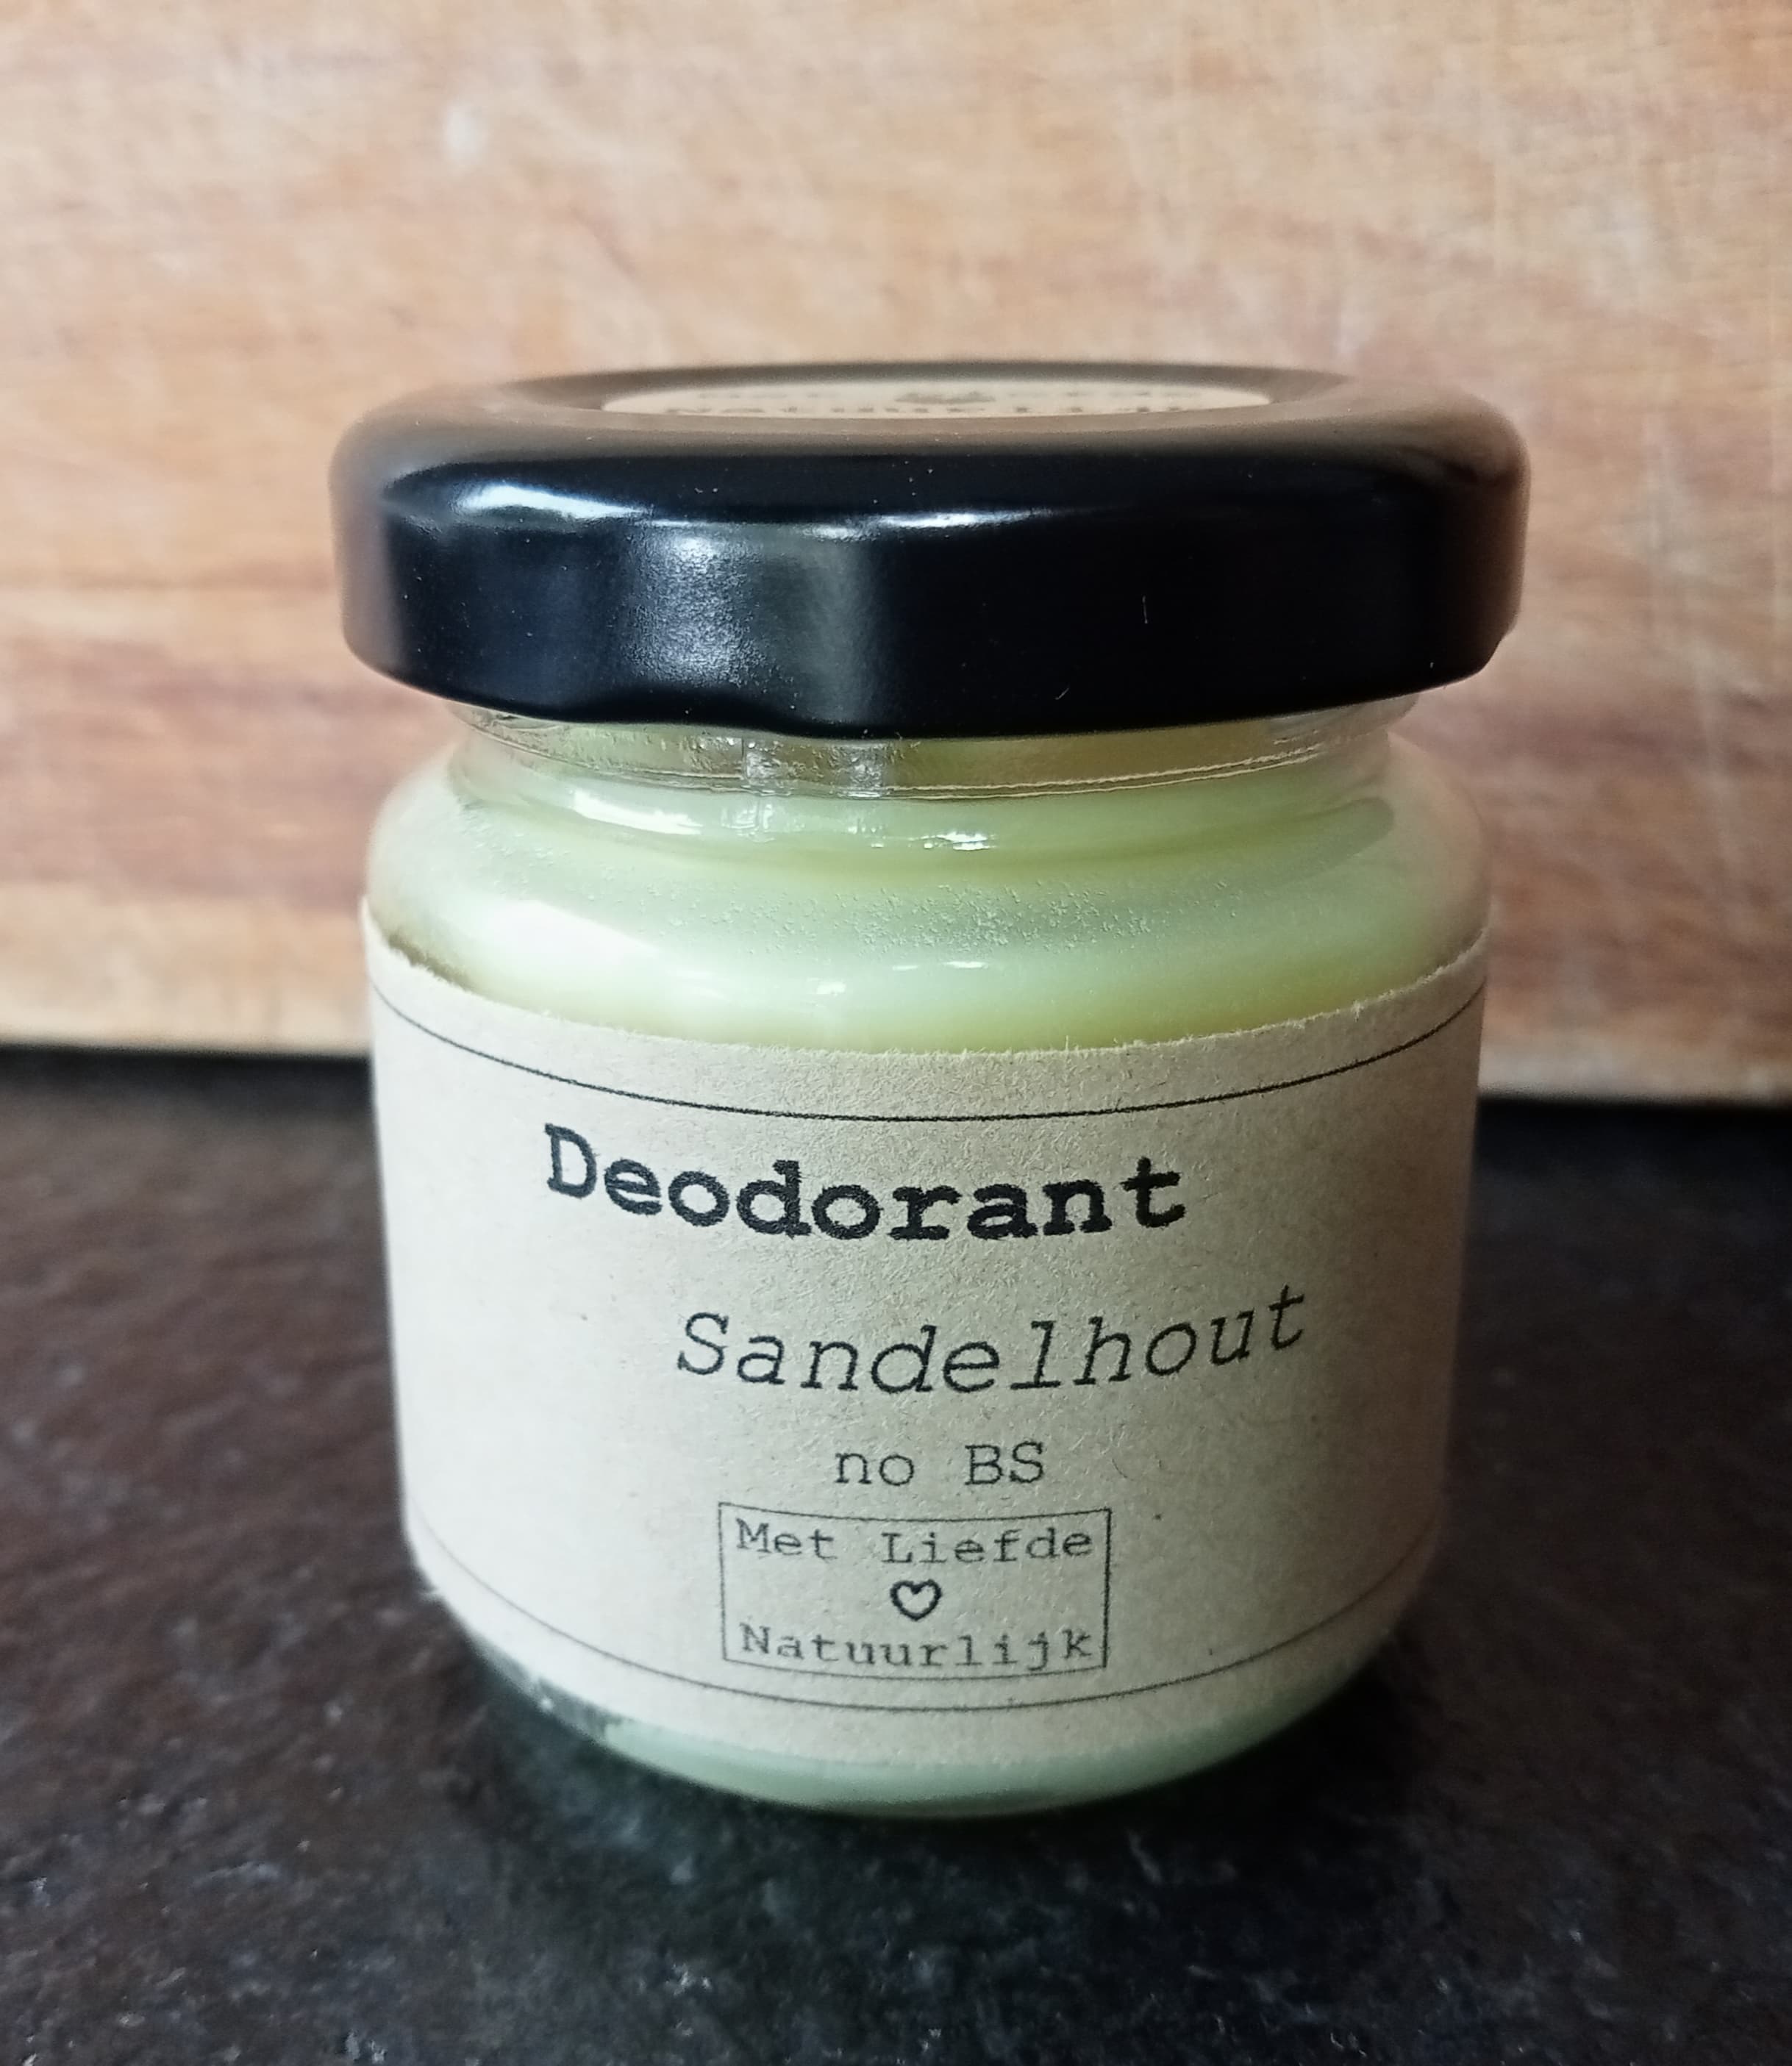 Deodorant
Sandelhout
no BS
Met Liefde
Natuurlijk